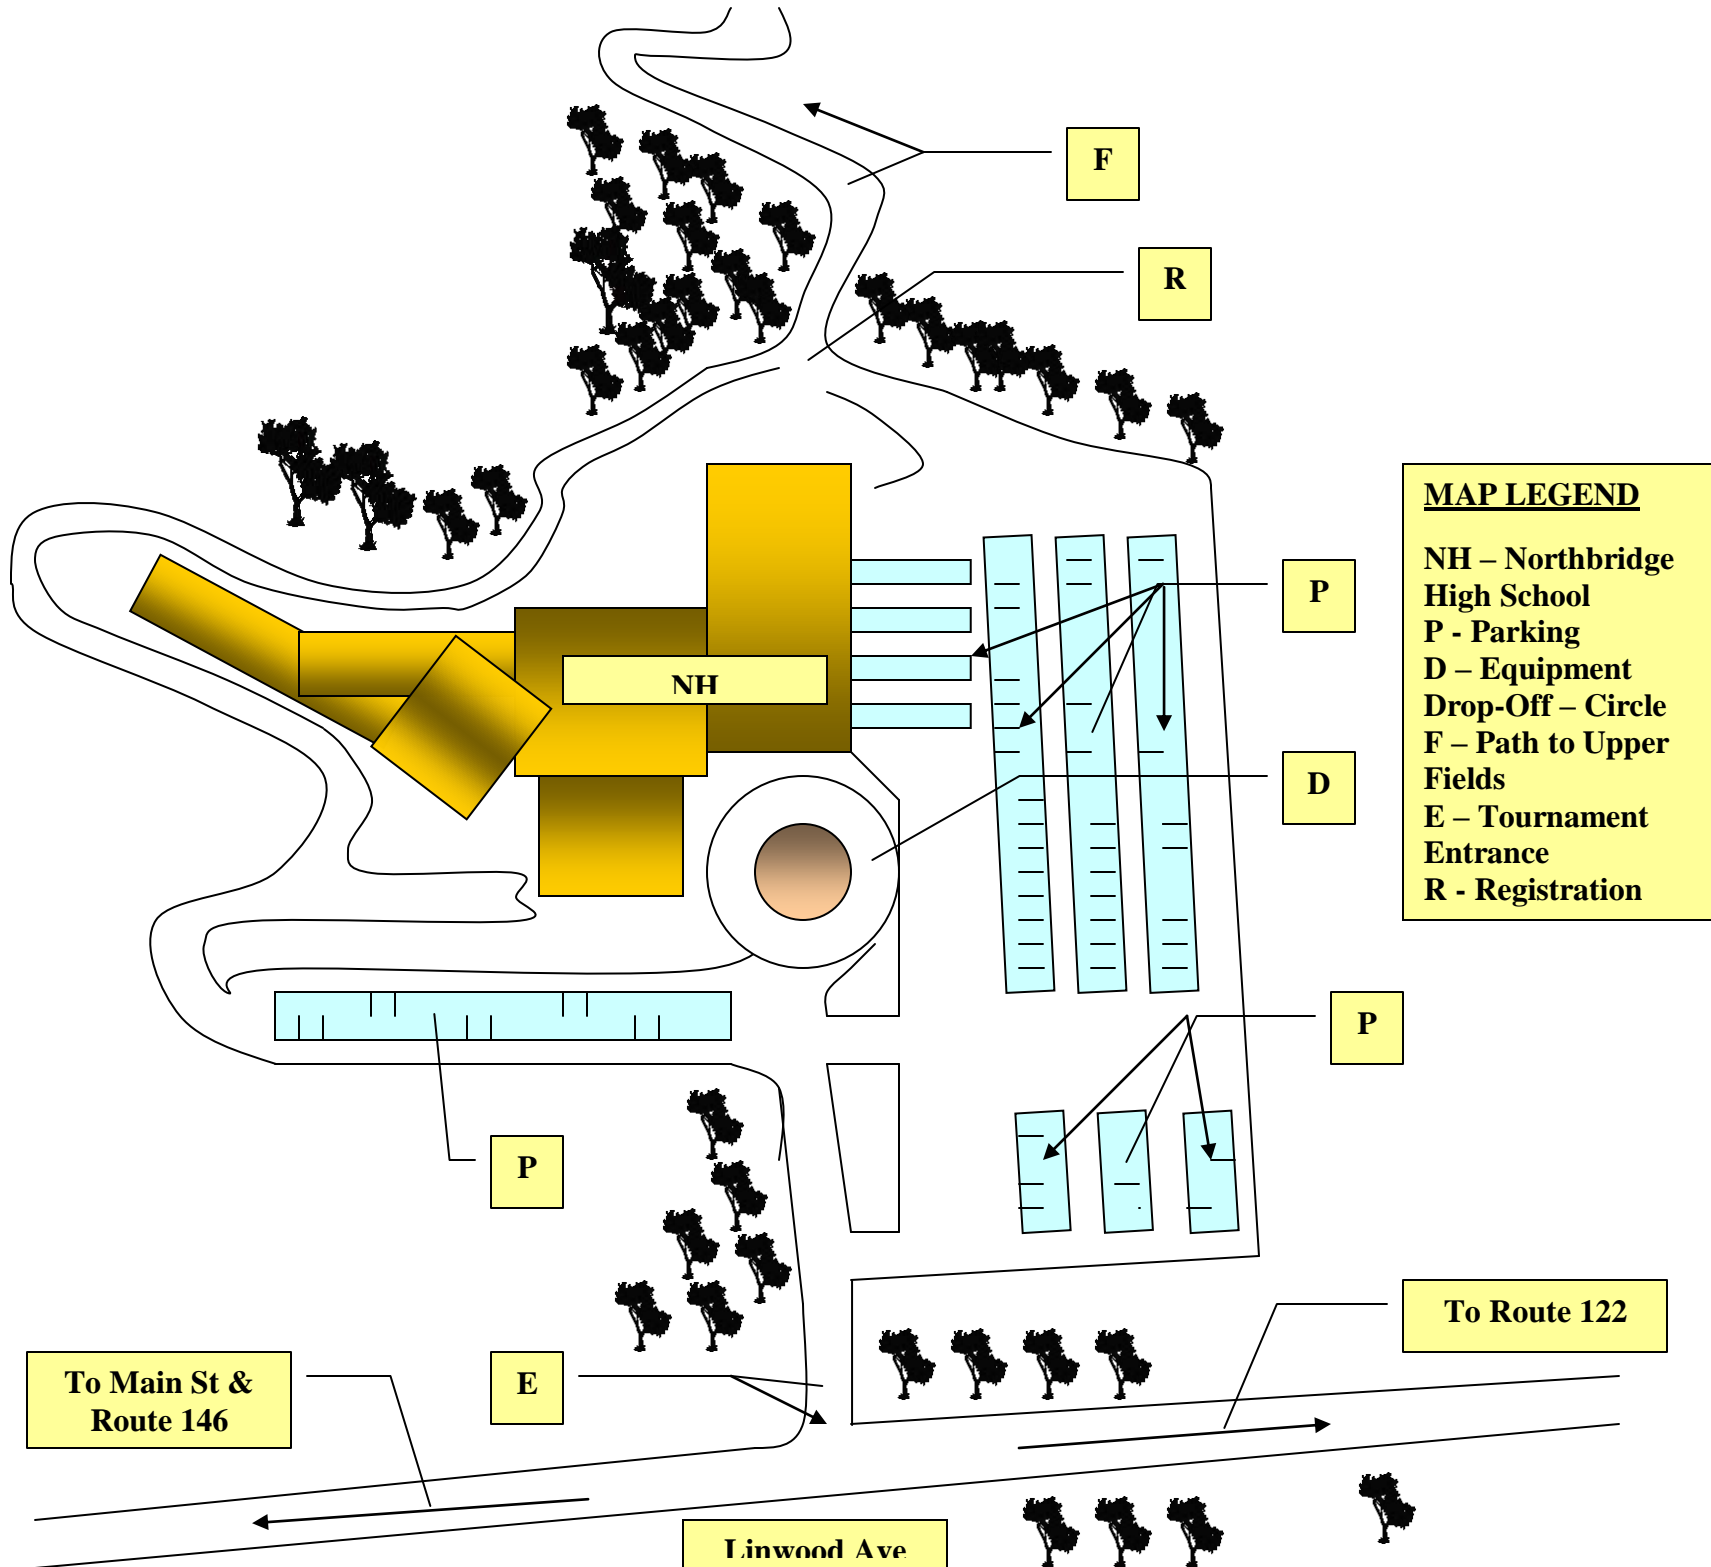 F
R
MAP LEGEND
NH – Northbridge
High School
P - Parking
D – Equipment
Drop-Off – Circle
F – Path to Upper
Fields
E – Tournament
Entrance
R - Registration
P
NH
D
P
P
To Route 122
E
To Main St &
Route 146
Linwood Ave